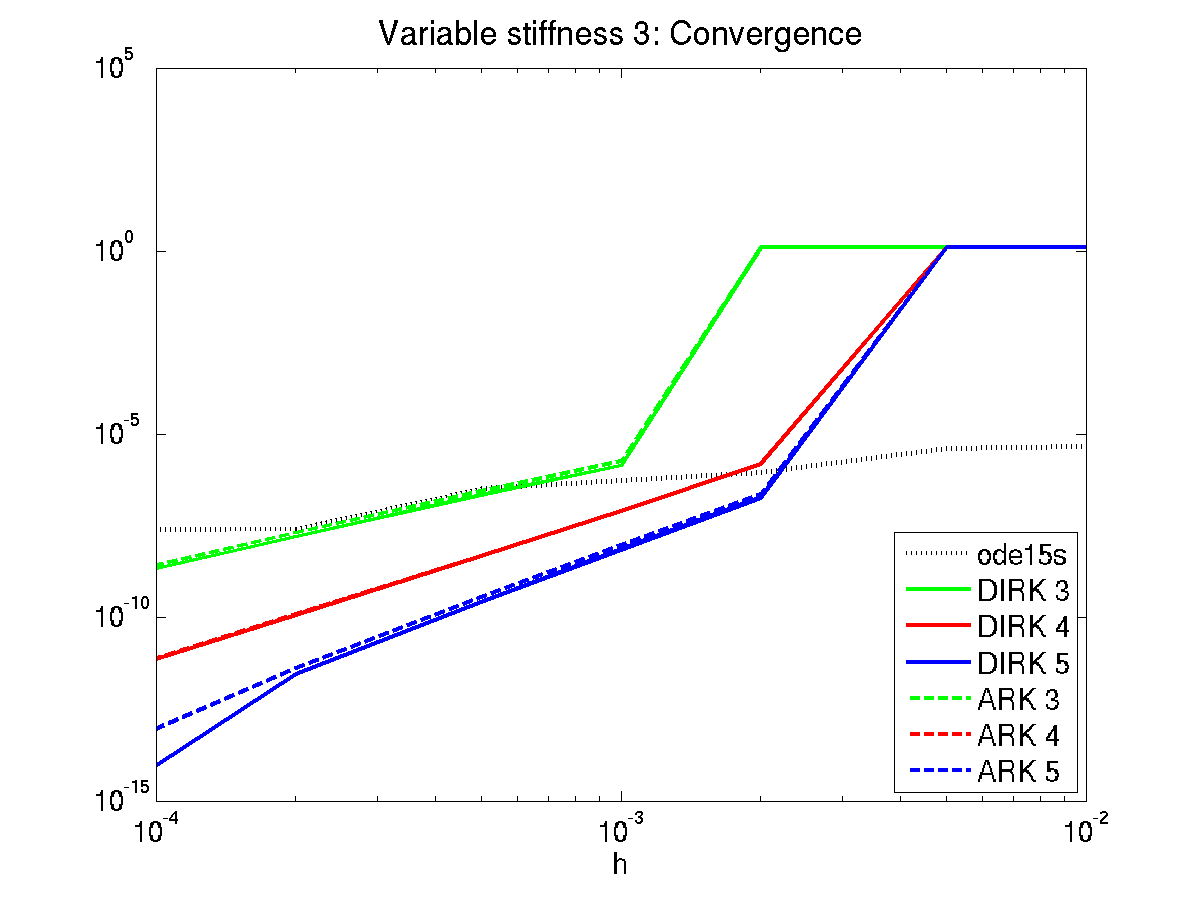 Variable stiffness 3: Convergence
10^5
10^0
10^-5
10^-10
10^-15
ode15s
DIRK 3
DIRK 4
DIRK 5
ARK 3
ARK 4
ARK 5
10^-4
10^-3
10^-2
h